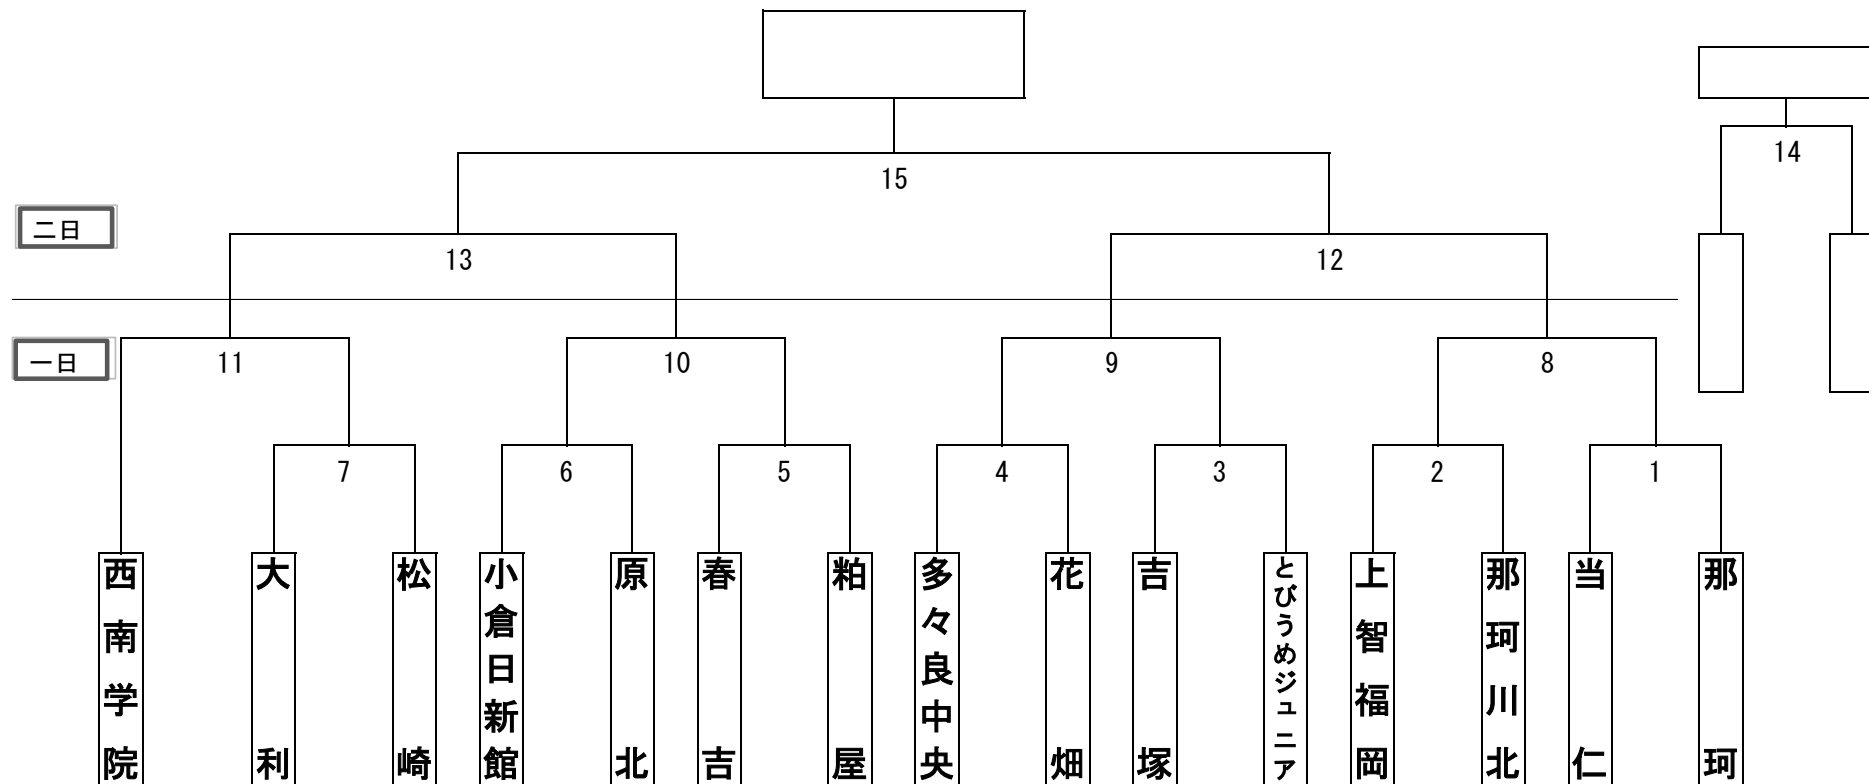 14
15
二日
13
12
一日
11
10
9
8
7
6
5
4
3
2
1
西南学院
大利
松崎
小倉日新館
原北
春吉
粕屋
多々良中央
花畑
吉塚
とびうめジュニア
上智福岡
那珂川北
当仁
那珂